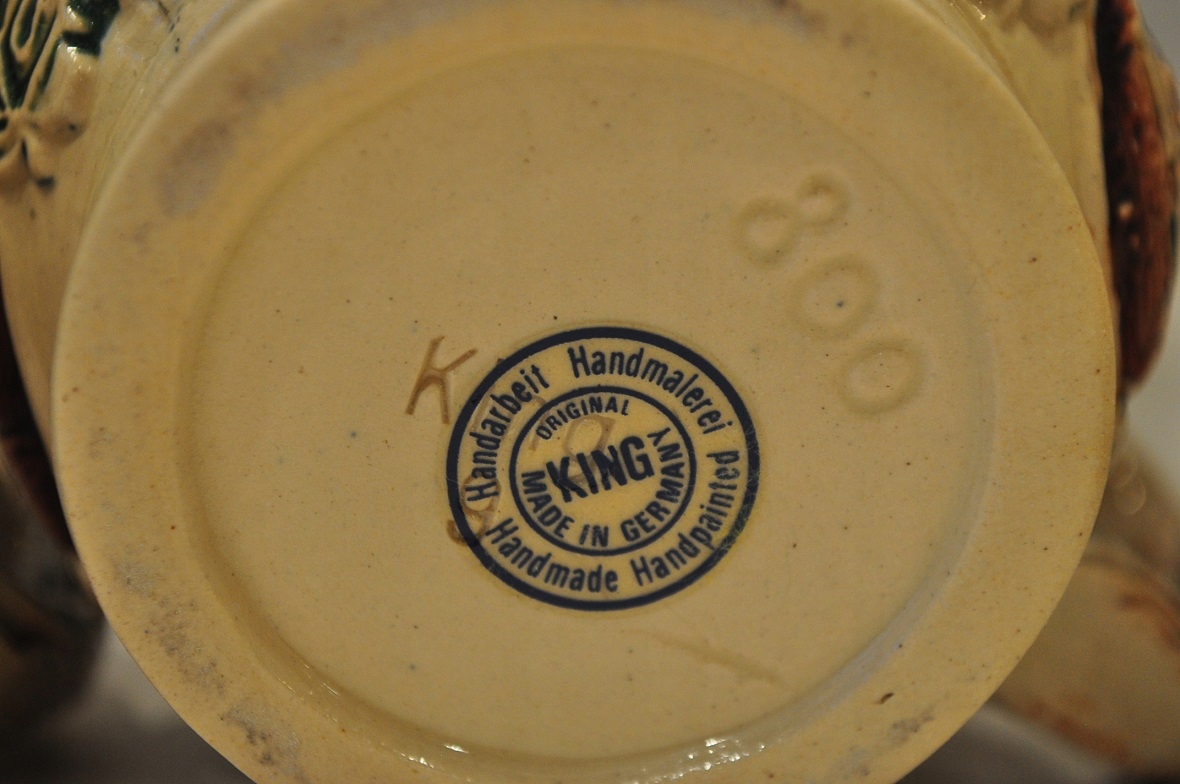 800
K
Handarbeit Handmalerei
ORIGINAL
KING
MADE IN GERMANY
Handmade Handpainted